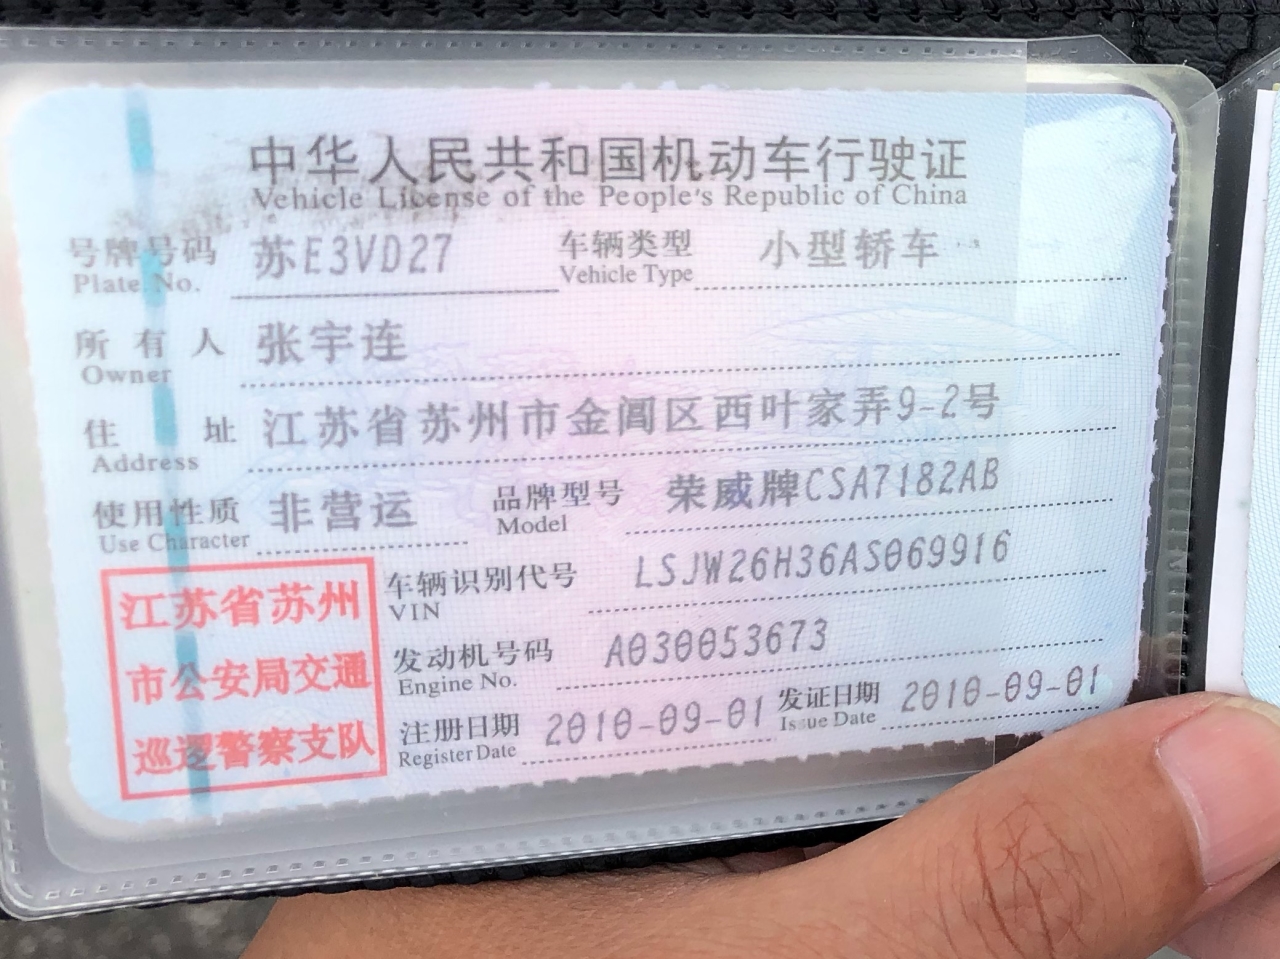 中华人民共和国机动车行驶证
Vehicle License of the People's Republic of China
号牌号码 苏E3VD27 车辆类型 小型轿车
Plate No. Vehicle Type
所有人 张宇连
Owner
住址 江苏省苏州市金阊区西叶家弄9-2号
Address
使用性质 非营运 品牌型号 荣威牌CSA7182AB
Use Character Model
江苏省苏州
市公安局交通
巡逻警察支队
车辆识别代号 LSJW26H36AS069916
VIN
发动机号码 A030053673
Engine No.
注册日期 2010-09-01 发证日期 2010-09-01
Register Date Issue Date